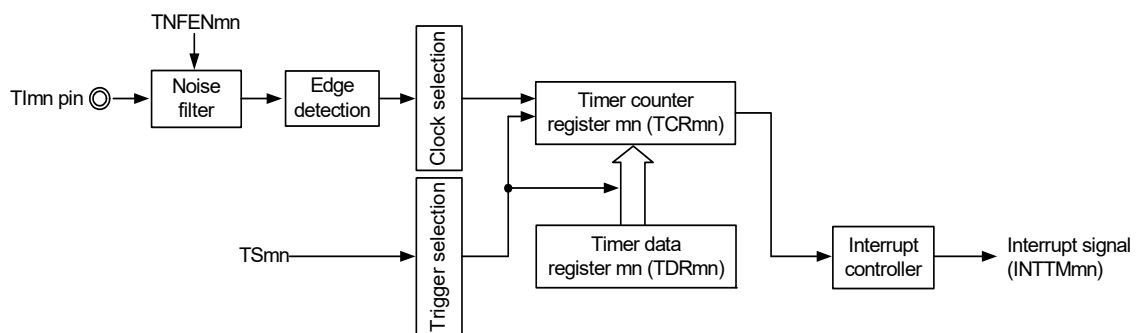 TNFENmn
TImn pin
Noise
filter
Edge
detection
Clock selection
Timer counter
register mn (TCRmn)
TSmn
Trigger selection
Timer data
register mn (TDRmn)
Interrupt
controller
Interrupt signal
(INTTMmn)